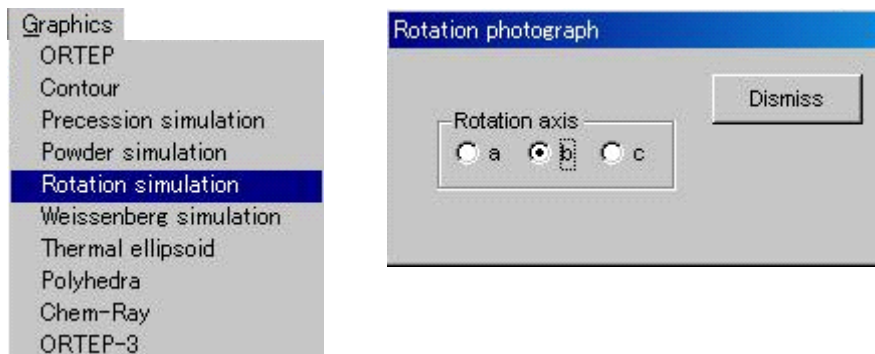 Graphics
ORTEP
Contour
Precession simulation
Powder simulation
Rotation simulation
Weissenberg simulation
Thermal ellipsoid
Polyhedra
Chem-Ray
ORTEP-3
Rotation photograph
Dismiss
Rotation axis
a b c